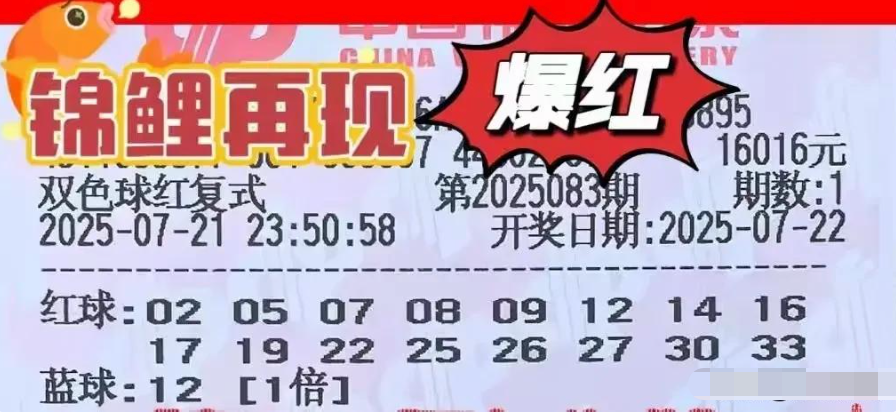 CHINA
锦鲤再现
爆红
895
16016元
双色球红复式 第2025083期 期数:1
2025-07-21 23:50:58 开奖日期:2025-07-22
红球:02 05 07 08 09 12 14 16
17 19 22 25 26 27 30 33
蓝球:12 [1倍]